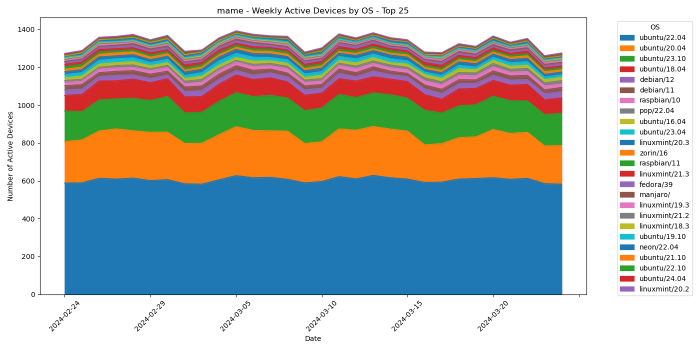 mame - Weekly Active Devices by OS - Top 25
Number of Active Devices
1400
1200
1000
800
600
400
200
0
2024-02-24
2024-02-29
2024-03-05
2024-03-10
2024-03-15
2024-03-20
Date
OS
ubuntu/22.04
ubuntu/20.04
ubuntu/23.10
ubuntu/18.04
debian/12
debian/11
raspbian/10
pop/22.04
ubuntu/16.04
ubuntu/23.04
linuxmint/20.3
zorin/16
raspbian/11
linuxmint/21.3
fedora/39
manjaro/
linuxmint/19.3
linuxmint/21.2
linuxmint/18.3
ubuntu/19.10
neon/22.04
ubuntu/21.10
ubuntu/22.10
ubuntu/24.04
linuxmint/20.2